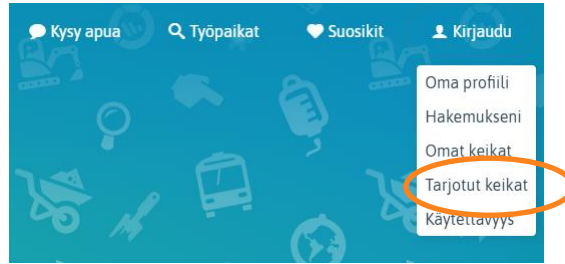 Kysy apua Työpaikat Suosikit Kirjaudu
Oma profiili
Hakemukseni
Omat keikat
Tarjotut keikat
Käytettävyys